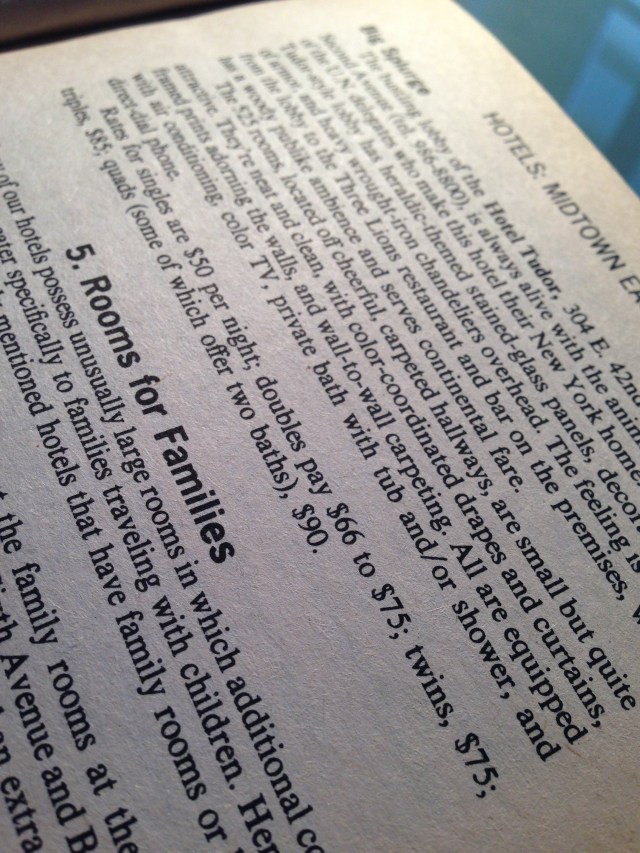 HOTELS: MIDTOWN
Big Splurge
The bustling lobby of the Hotel Tudor, 304 E. 42nd
Second Avenue (tel. 986-8800), is always alive with the
of the U.N. delegates who make this hotel their New York home.
Tudor-style lobby has heraldic-themed stained-glass panels, decor
of armor, and heavy wrought-iron chandeliers overhead. The feeling is
from the lobby to the Three Lions restaurant and bar on the premises,
has a woody publike ambience and serves continental fare.
The 525 rooms, located off cheerful, carpeted hallways, are small but quite
attractive. They're neat and clean, with color-coordinated drapes and curtains,
framed prints adorning the walls, and wall-to-wall carpeting. All are equipped
with air conditioning, color TV, private bath with tub and/or shower, and
direct-dial phone.
Rates for singles are $50 per night; doubles pay $66 to $75; twins, $75;
triples, $85; quads (some of which offer two baths), $90.
5. Rooms for Families
of our hotels possess unusually large rooms in which additional
specifically to families traveling with children.
mentioned hotels that have family rooms or
the family rooms at the
Avenue and
an extra